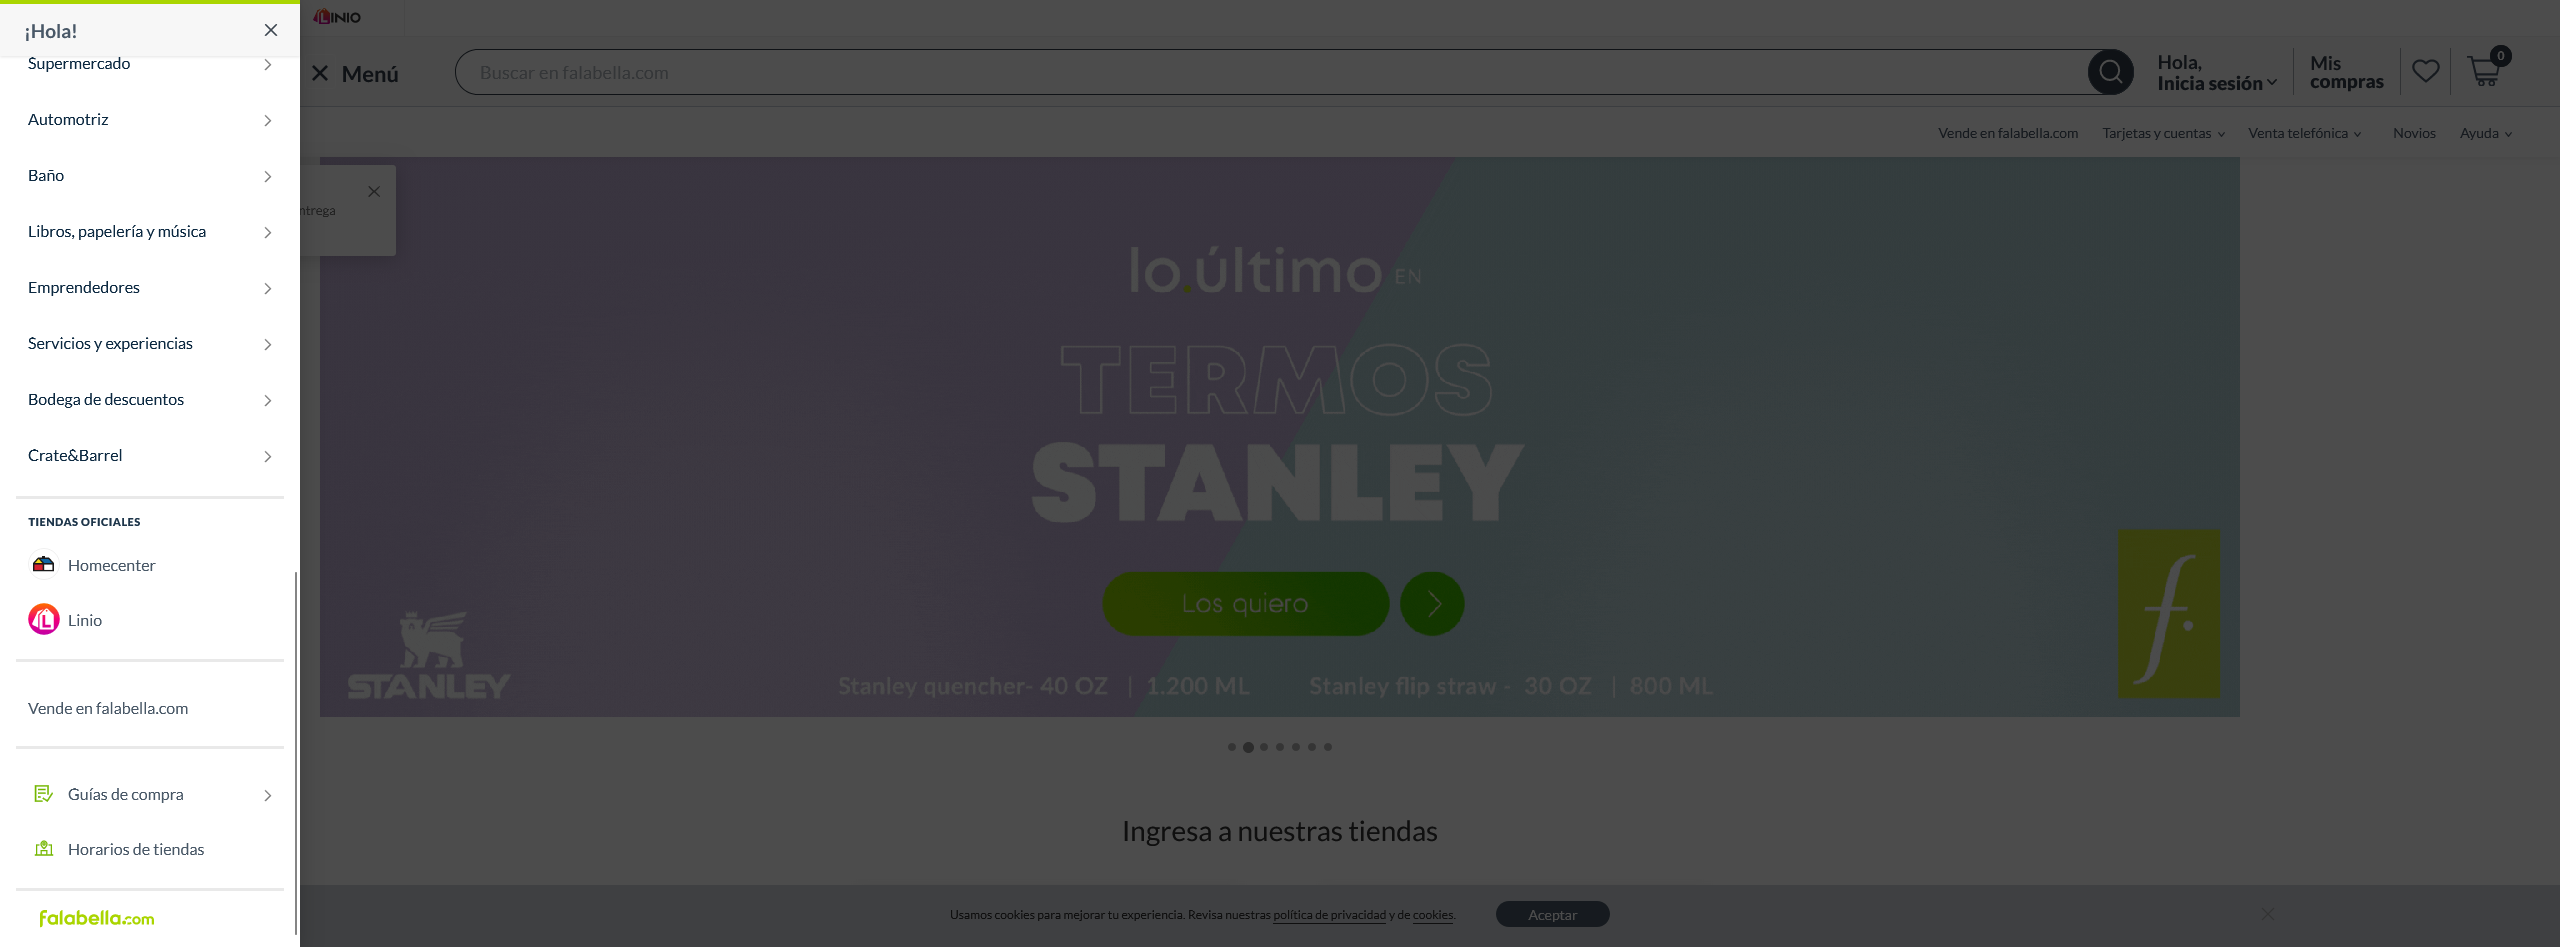 ¡Hola!
Supermercado
Automotriz
Baño
Libros, papelería y música
Emprendedores
Servicios y experiencias
Bodega de descuentos
Crate&Barrel
TIENDAS OFICIALES
Homecenter
Linio
Vende en falabella.com
Guías de compra
Horarios de tiendas
falabella.com
LINIO
Menú
Buscar en falabella.com
Hola,
Inicia sesión
Mis
compras
0
Vende en falabella.com
Tarjetas y cuentas
Venta telefónica
Novios
Ayuda
ntrega
lo.último EN
TERMOS
STANLEY
Los quiero
STANLEY
f.
Stanley quencher- 40 OZ | 1.200 ML
Stanley flip straw - 30 OZ | 800 ML
Ingresa a nuestras tiendas
Usamos cookies para mejorar tu experiencia. Revisa nuestras política de privacidad y de cookies.
Aceptar